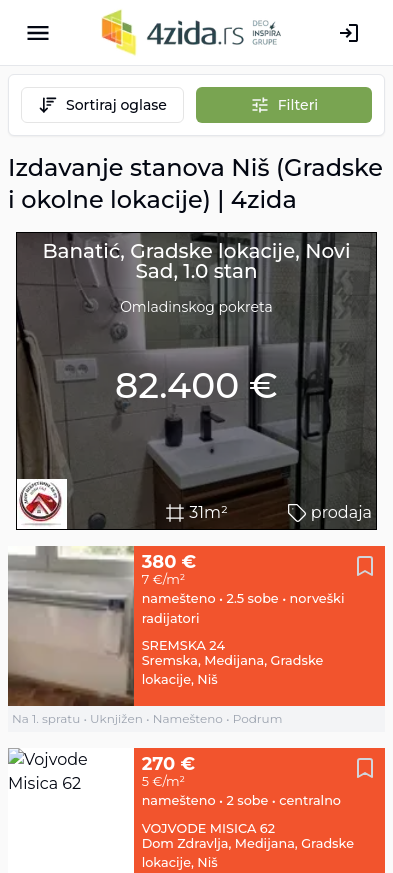 4zida.rs DEO
INSPIRA
GRUPE
Sortiraj oglase
Filteri
Izdavanje stanova Niš (Gradske
i okolne lokacije) | 4zida
Banatić, Gradske lokacije, Novi
Sad, 1.0 stan
Omladinskog pokreta
82.400 €
31m²
prodaja
380 €
7 €/m²
namešteno • 2.5 sobe • norveški
radijatori
SREMSKA 24
Sremska, Medijana, Gradske
lokacije, Niš
Na 1. spratu • Uknjižen • Namešteno • Podrum
Vojvode
Misica 62
270 €
5 €/m²
namešteno • 2 sobe • centralno
VOJVODE MISICA 62
Dom Zdravlja, Medijana, Gradske
lokacije, Niš